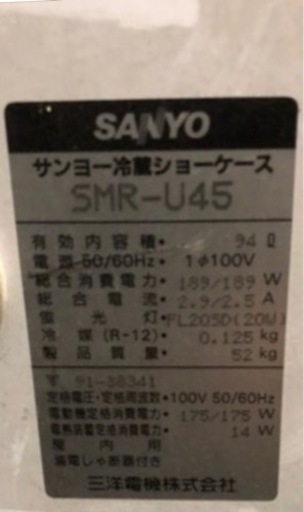 SANYO
サンヨー冷蔵ショーケース
SMR-U45
有効内容積• 94 ℓ
電源 50/60Hz• 1φ100V
総合消費電力• 189/189 W
総合電流• 2.9/2.5 A
蛍光灯• FL20SD(20W)
冷媒(R-12)• 0.125 kg
製品質量• 52 kg
〒 91-38341
定格電圧・定格周波数•100V 50/60Hz
電動機定格消費電力•175/175 W
電熱装置定格消費電力• 14 W
屋内用
漏電しゃ断器付き
三洋電機株式会社